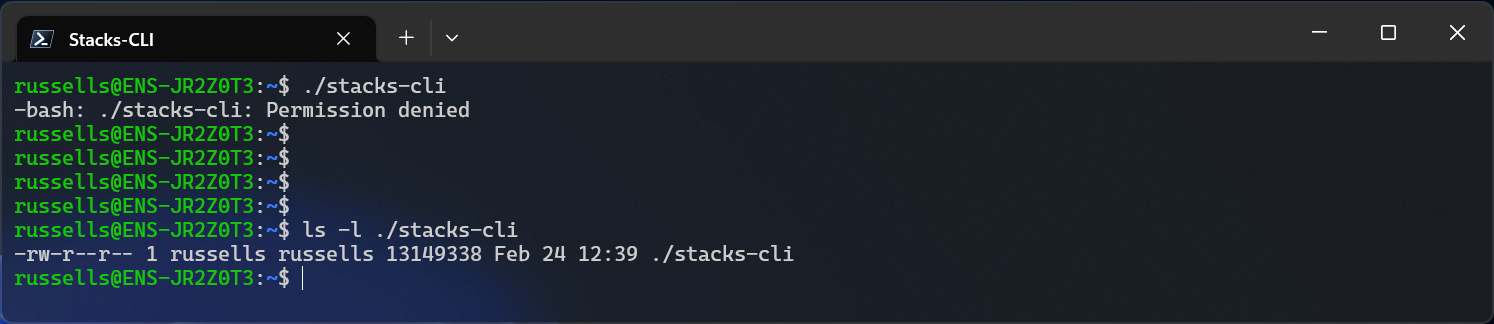 Stacks-CLI
russells@ENS-JR2Z0T3:~$ ./stacks-cli
-bash: ./stacks-cli: Permission denied
russells@ENS-JR2Z0T3:~$
russells@ENS-JR2Z0T3:~$
russells@ENS-JR2Z0T3:~$
russells@ENS-JR2Z0T3:~$
russells@ENS-JR2Z0T3:~$ ls -l ./stacks-cli
-rw-r--r-- 1 russells russells 13149338 Feb 24 12:39 ./stacks-cli
russells@ENS-JR2Z0T3:~$